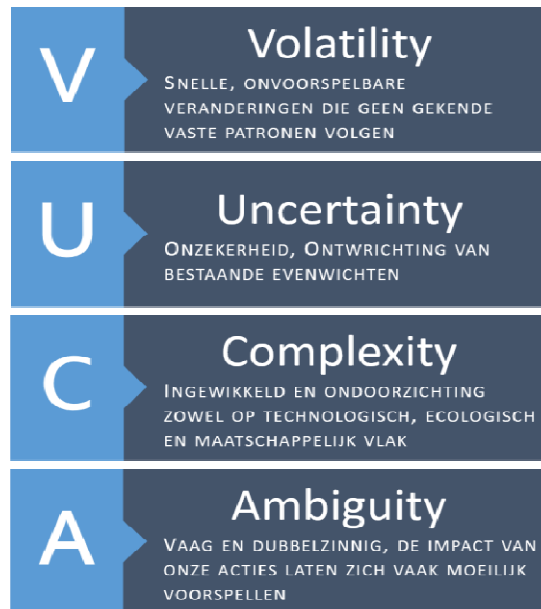 V
Volatility
SNELLE, ONVOORSPELBARE
VERANDERINGEN DIE GEEN GEKENDE
VASTE PATRONEN VOLGEN
U
Uncertainty
ONZEKERHEID, ONTWRICHTING VAN
BESTAANDE EVENWICHTEN
C
Complexity
INGEWIKKELD EN ONDOORZICHTING
ZOWEL OP TECHNOLOGISCH, ECOLOGISCH
EN MAATSCHAPPELIJK VLAK
A
Ambiguity
VAAG EN DUBBELZINNIG, DE IMPACT VAN
ONZE ACTIES LATEN ZICH VAAK MOEILIJK
VOORSPELLEN